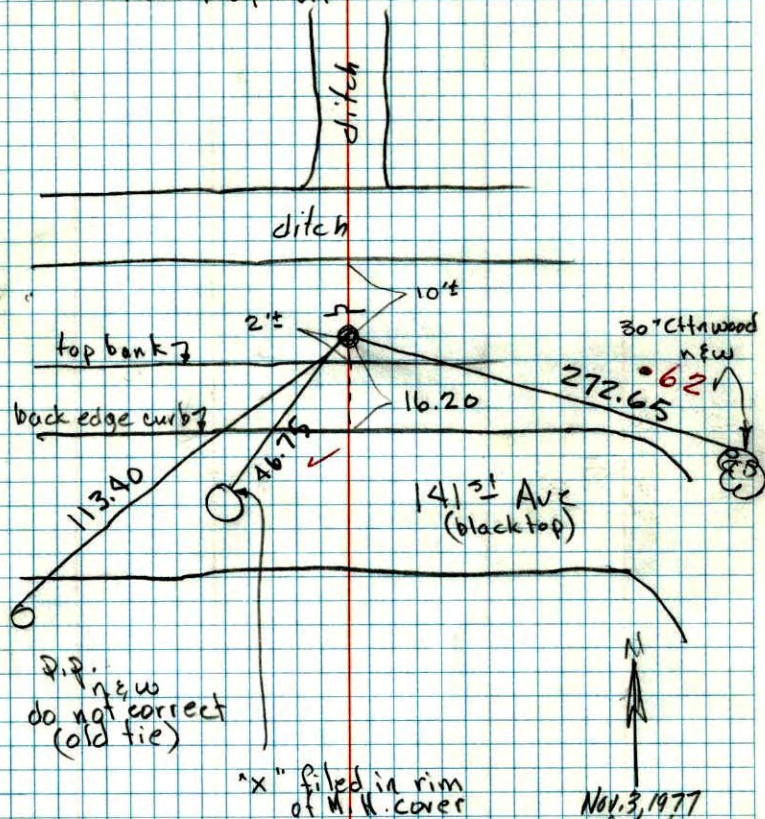 ditch
ditch
10'±
2'±
30" Cttnwood
n & w
top bank
.62
272.65
16.20
back edge curb
46.75
113.40
141st Ave
(blacktop)
P.P.
n & w
do not correct
(old tie)
N
"x" filed in rim
of M.H. cover
Nov. 3, 1977